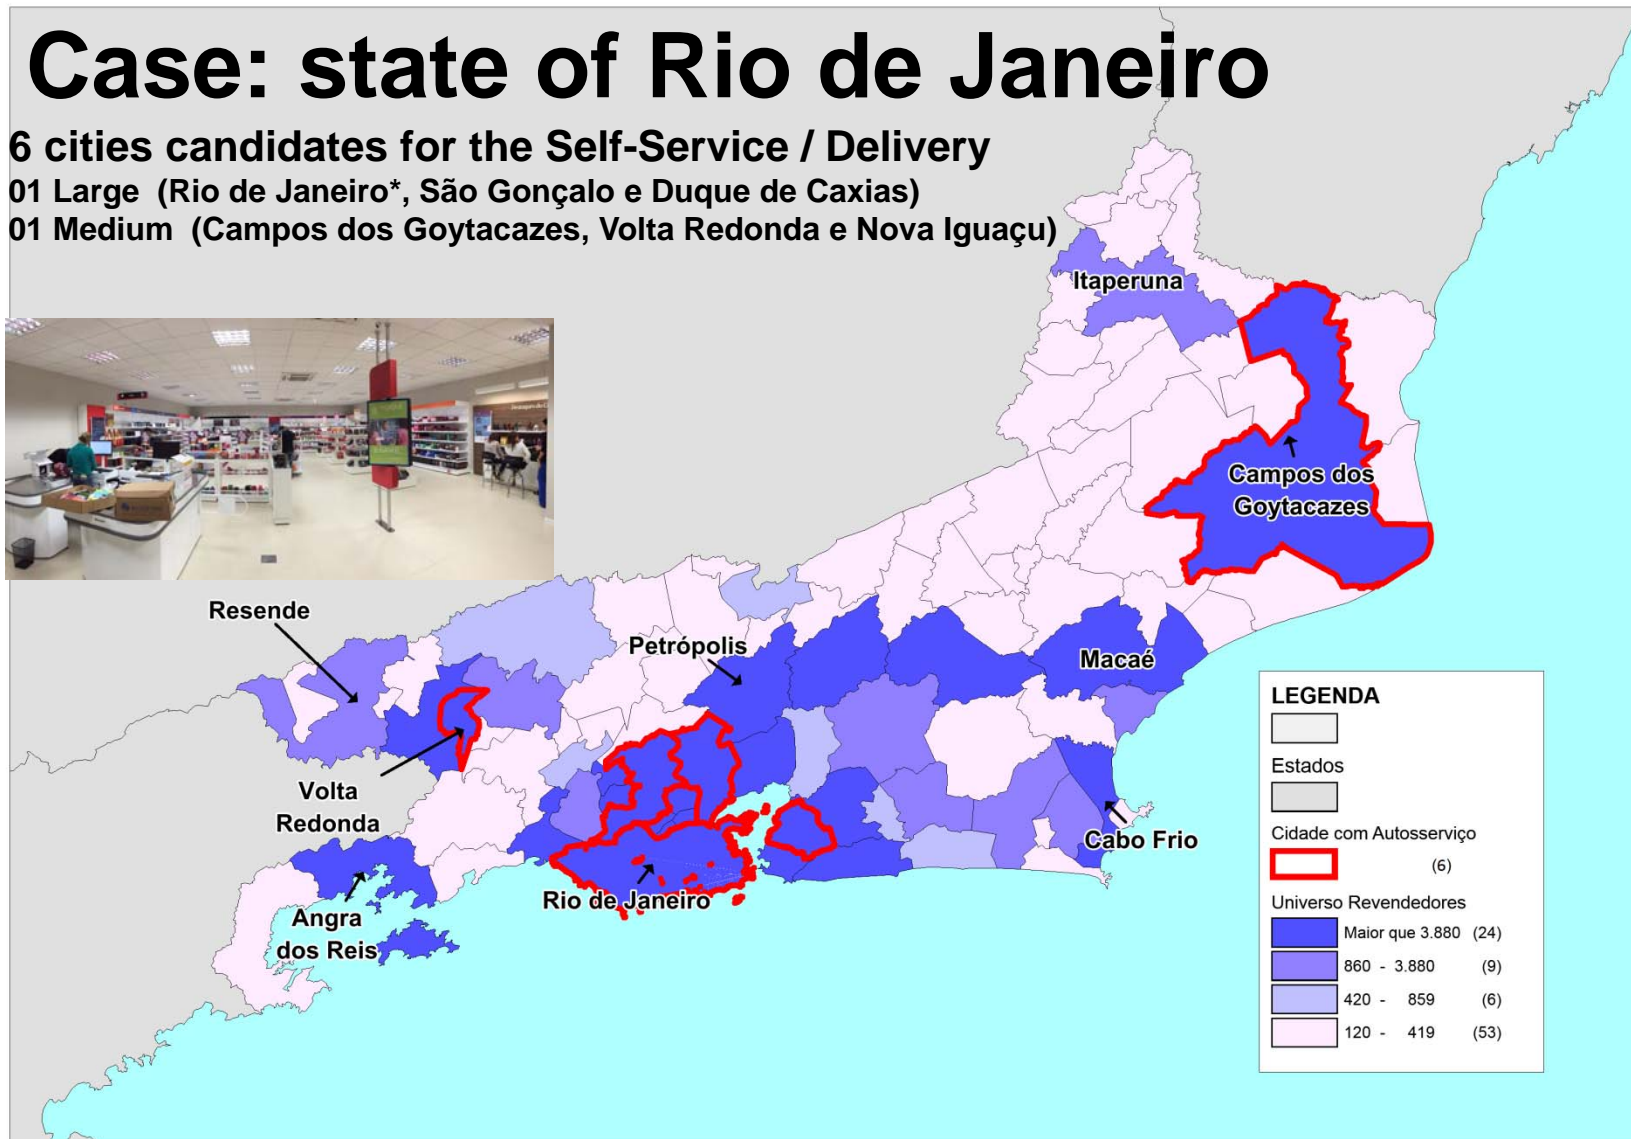 Case: state of Rio de Janeiro
6 cities candidates for the Self-Service / Delivery
01 Large (Rio de Janeiro*, São Gonçalo e Duque de Caxias)
01 Medium (Campos dos Goytacazes, Volta Redonda e Nova Iguaçu)
Itaperuna
Campos dos
Goytacazes
Resende
Petrópolis
Macaé
Volta
Redonda
Cabo Frio
Rio de Janeiro
Angra
dos Reis
LEGENDA
Estados
Cidade com Autosserviço
(6)
Universo Revendedores
Maior que 3.880 (24)
860 - 3.880 (9)
420 - 859 (6)
120 - 419 (53)